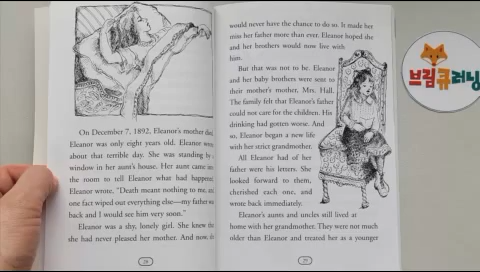 On December 7, 1892, Eleanor's mother died.
Eleanor was only eight years old. Eleanor wrote
about that terrible day. She was standing by a
window in her aunt's house. Her aunt came into
the room to tell Eleanor what had happened.
Eleanor wrote, "Death meant nothing to me, and
one fact wiped out everything else—my father was
back and I would see him very soon."
Eleanor was a shy, lonely girl. She knew that
she had never pleased her mother. And now, she
28
would never have the chance to do so. It made her
miss her father more than ever. Eleanor hoped she
and her brothers would now live with
him.
But that was not to be. Eleanor
and her baby brothers were sent to
their mother's mother, Mrs. Hall.
The family felt that Eleanor's father
could not care for the children. His
drinking had gotten worse. And
so, Eleanor began a new life
with her strict grandmother.
All Eleanor had of her
father were his letters. She
looked forward to them,
cherished each one, and
wrote back immediately.
Eleanor's aunts and uncles still lived at
home with her grandmother. They were not much
older than Eleanor and treated her as a younger
29
브림큐러닝